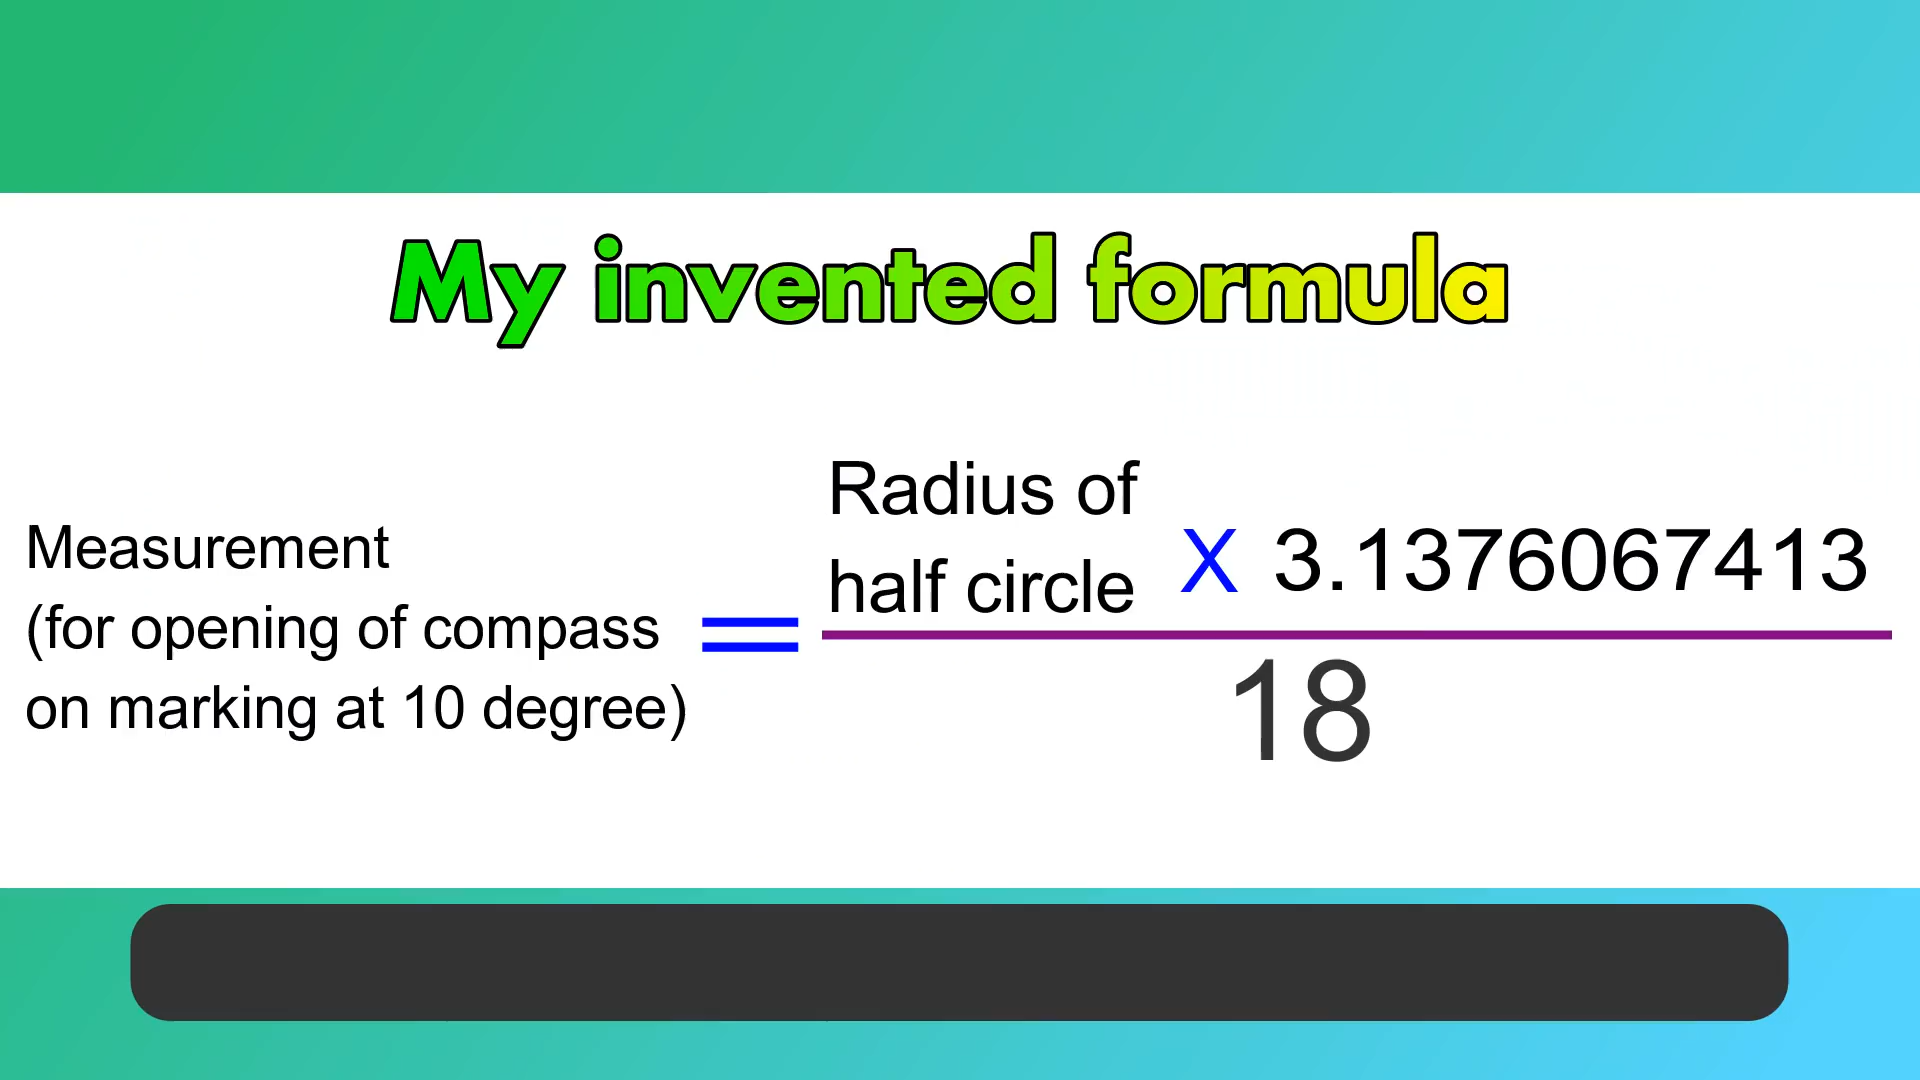 My invented formula
Measurement
(for opening of compass
on marking at 10 degree)
=
Radius of
half circle
X 3.1376067413
18